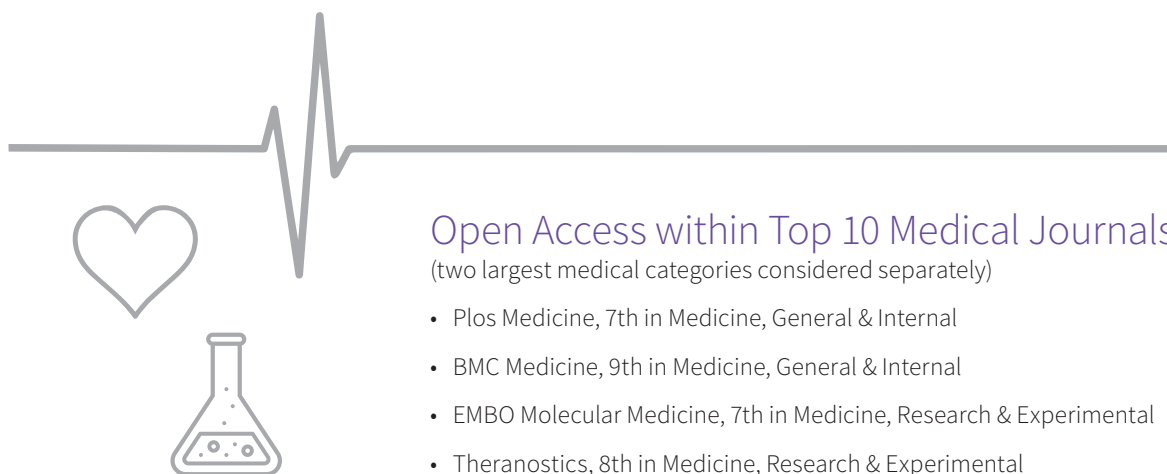 Open Access within Top 10 Medical Journals
(two largest medical categories considered separately)
• Plos Medicine, 7th in Medicine, General & Internal
• BMC Medicine, 9th in Medicine, General & Internal
• EMBO Molecular Medicine, 7th in Medicine, Research & Experimental
• Theranostics, 8th in Medicine, Research & Experimental